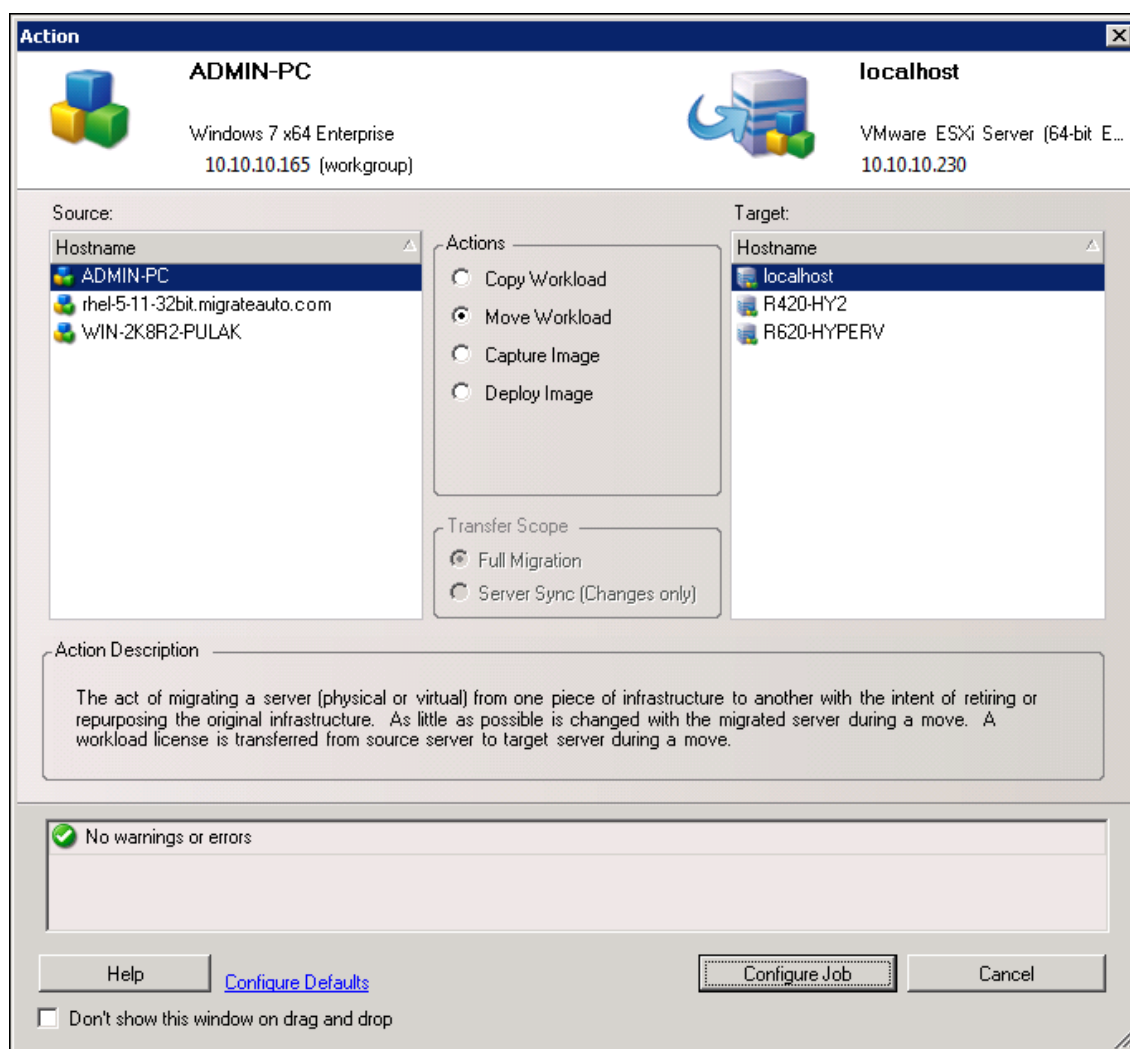 Action
ADMIN-PC
localhost
Windows 7 x64 Enterprise
VMware ESXi Server (64-bit E...
10.10.10.165 (workgroup)
10.10.10.230
Source:
Target:
Hostname
Actions
Hostname
ADMIN-PC
Copy Workload
localhost
rhel-5-11-32bit.migrateauto.com
Move Workload
R420-HY2
WIN-2K8R2-PULAK
Capture Image
R620-HYPERV
Deploy Image
Transfer Scope
Full Migration
Server Sync (Changes only)
Action Description
The act of migrating a server (physical or virtual) from one piece of infrastructure to another with the intent of retiring or
repurposing the original infrastructure. As little as possible is changed with the migrated server during a move. A
workload license is transferred from source server to target server during a move.
No warnings or errors
Help
Configure Defaults
Configure Job
Cancel
Don't show this window on drag and drop